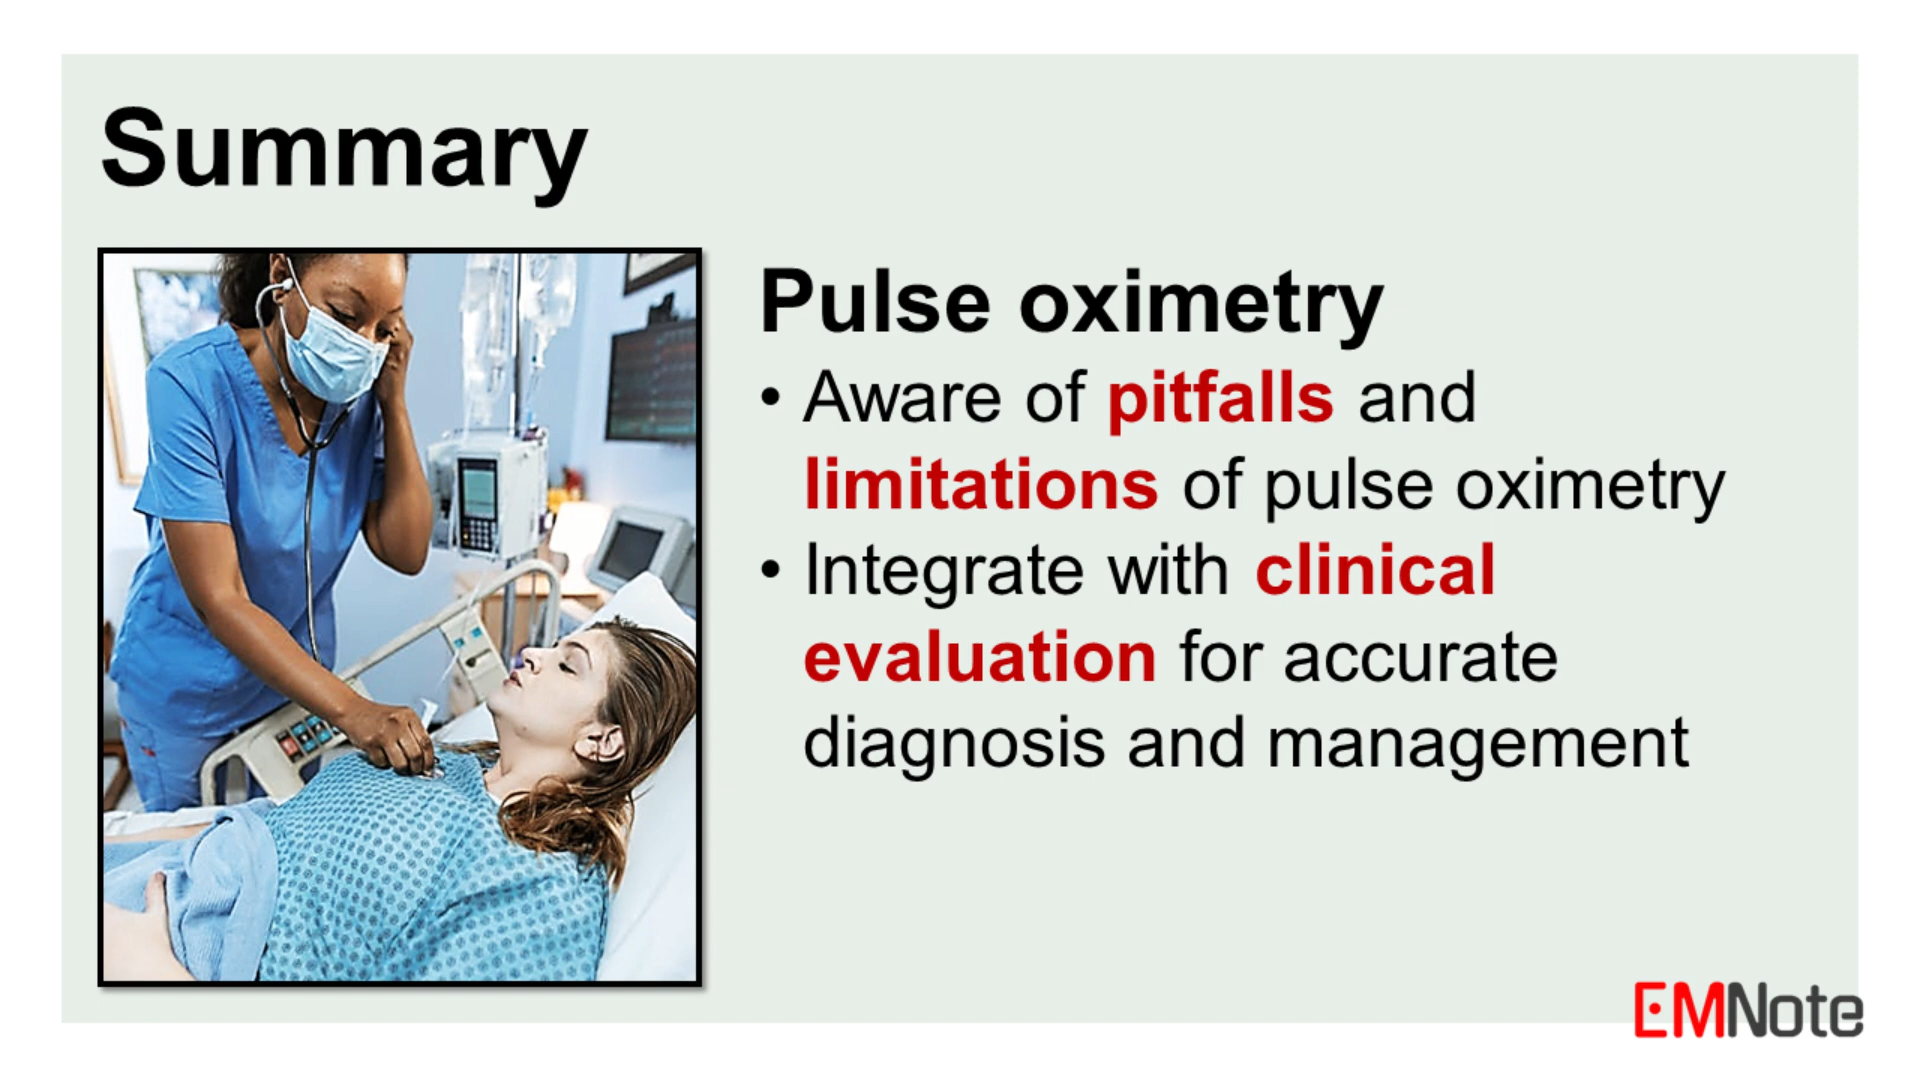 Summary
Pulse oximetry
• Aware of pitfalls and
limitations of pulse oximetry
• Integrate with clinical
evaluation for accurate
diagnosis and management
EMNote